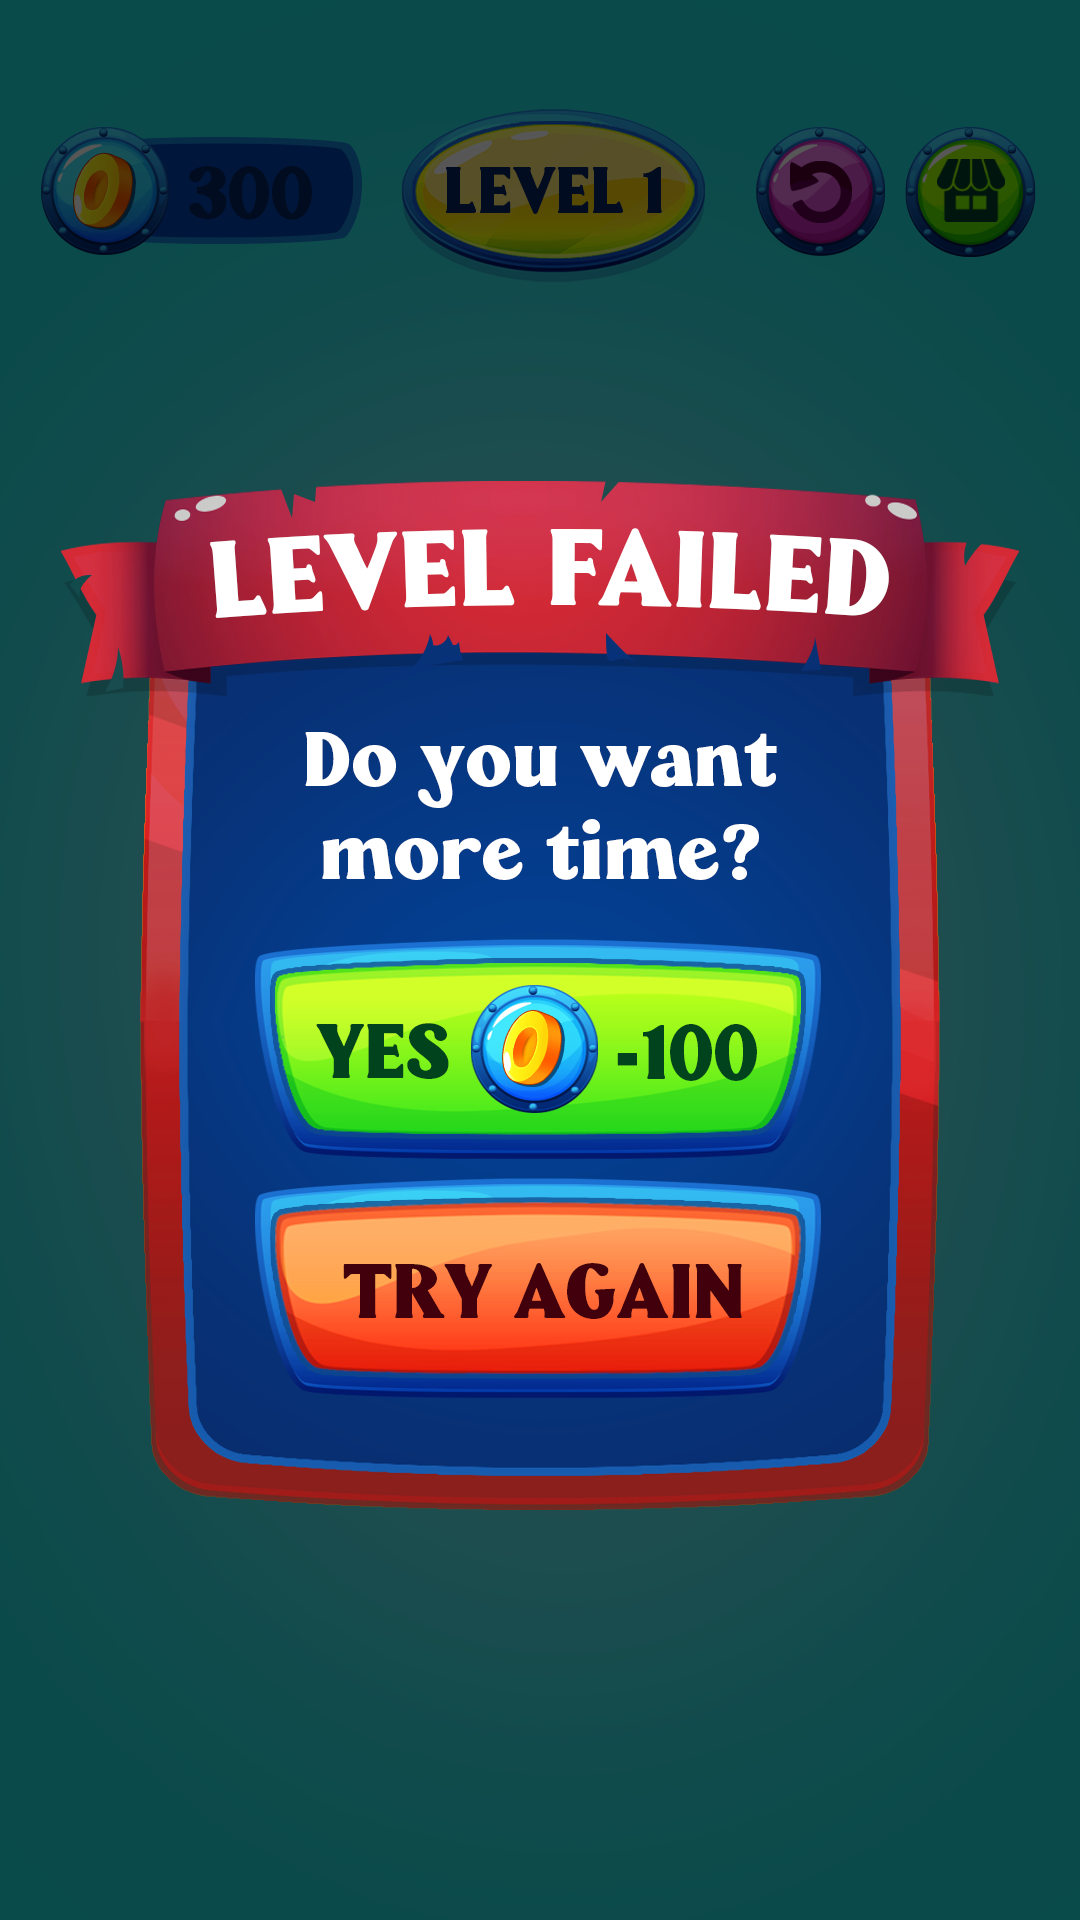 300
LEVEL 1
LEVEL FAILED
Do you want
more time?
YES -100
TRY AGAIN